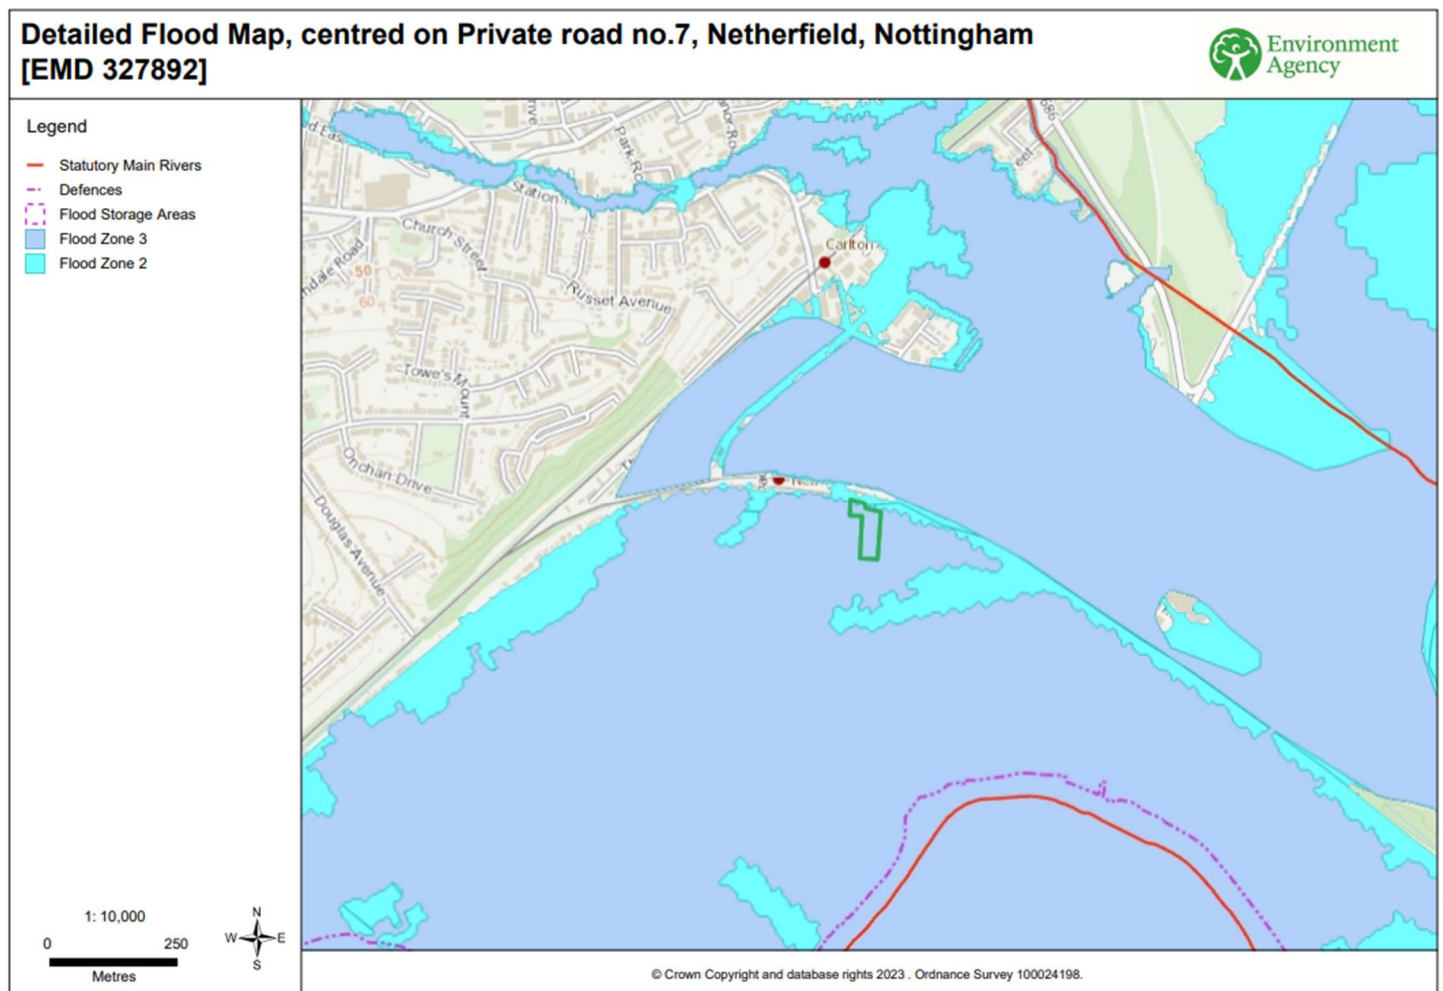 Detailed Flood Map, centred on Private road no.7, Netherfield, Nottingham
[EMD 327892]
Environment
Agency
Legend
Statutory Main Rivers
Defences
Flood Storage Areas
Flood Zone 3
Flood Zone 2
Park
Station
Church Street
50
60
Carlton
Russet Avenue
Towe's Mount
Onchan Drive
Douglas Avenue
1: 10,000
0 250
Metres
N
W E
S
© Crown Copyright and database rights 2023 . Ordnance Survey 100024198.